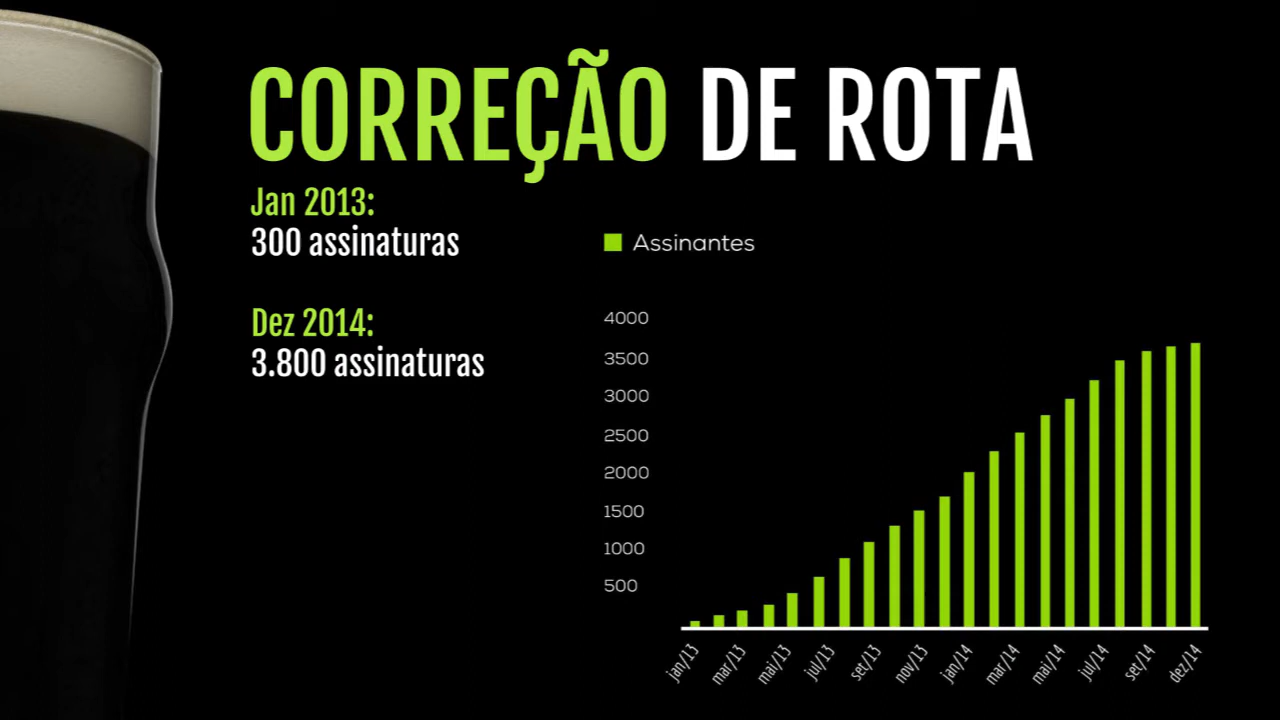 CORREÇÃO DE ROTA
Jan 2013:
300 assinaturas
Dez 2014:
3.800 assinaturas
Assinantes
4000
3500
3000
2500
2000
1500
1000
500
jan/13
mar/13
mai/13
jul/13
set/13
nov/13
jan/14
mar/14
mai/14
jul/14
set/14
dez/14